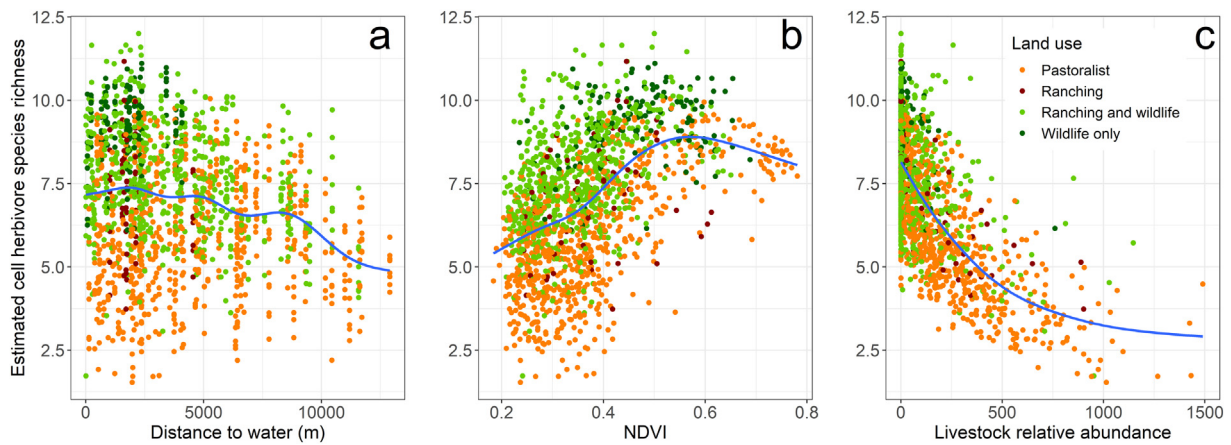 a
b
c
Estimated cell herbivore species richness
12.5
10.0
7.5
5.0
2.5
0
5000
10000
Distance to water (m)
12.5
10.0
7.5
5.0
2.5
0.2
0.4
0.6
0.8
NDVI
12.5
10.0
7.5
5.0
2.5
0
500
1000
1500
Livestock relative abundance
Land use
Pastoralist
Ranching
Ranching and wildlife
Wildlife only